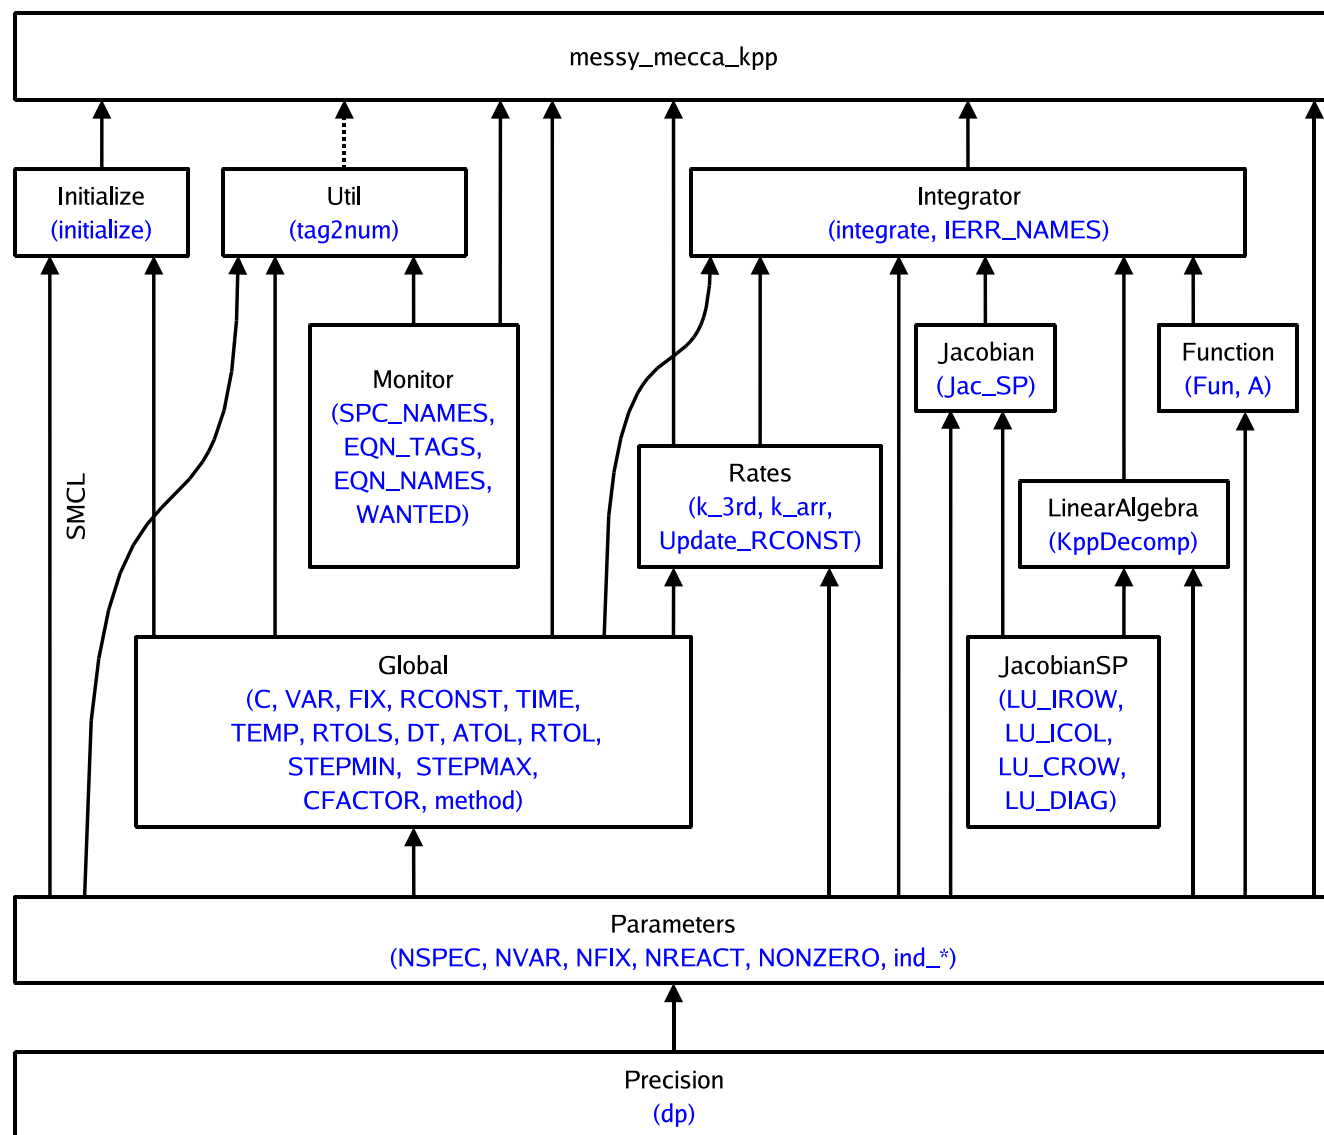 messy_mecca_kpp
Initialize
(initialize)
Util
(tag2num)
Integrator
(integrate, IERR_NAMES)
Monitor
(SPC_NAMES,
EQN_TAGS,
EQN_NAMES,
WANTED)
Jacobian
(Jac_SP)
Function
(Fun, A)
SMCL
Rates
(k_3rd, k_arr,
Update_RCONST)
LinearAlgebra
(KppDecomp)
Global
(C, VAR, FIX, RCONST, TIME,
TEMP, RTOLS, DT, ATOL, RTOL,
STEPMIN, STEPMAX,
CFACTOR, method)
JacobianSP
(LU_IROW,
LU_ICOL,
LU_CROW,
LU_DIAG)
Parameters
(NSPEC, NVAR, NFIX, NREACT, NONZERO, ind_*)
Precision
(dp)